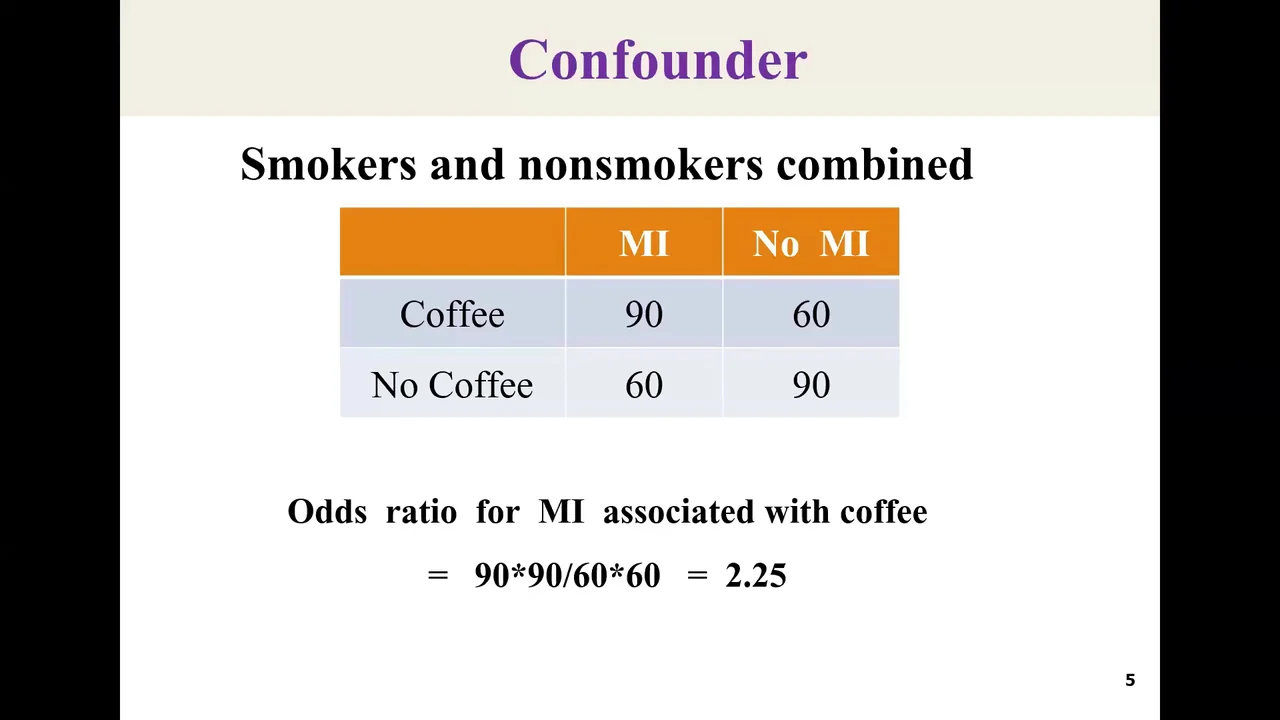 Confounder
Smokers and nonsmokers combined
MI No MI
Coffee 90 60
No Coffee 60 90
Odds ratio for MI associated with coffee
= 90*90/60*60 = 2.25
5